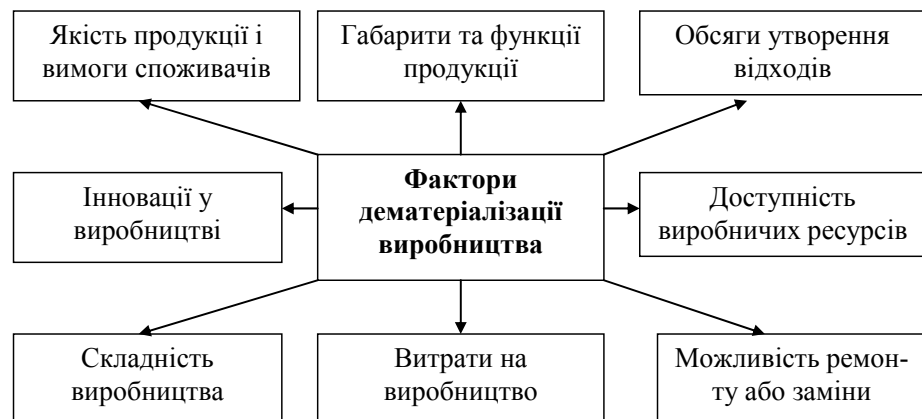 Якість продукції і
вимоги споживачів
Габарити та функції
продукції
Обсяги утворення
відходів
Інновації у
виробництві
Фактори
дематеріалізації
виробництва
Доступність
виробничих ресурсів
Складність
виробництва
Витрати на
виробництво
Можливість ремон-
ту або заміни